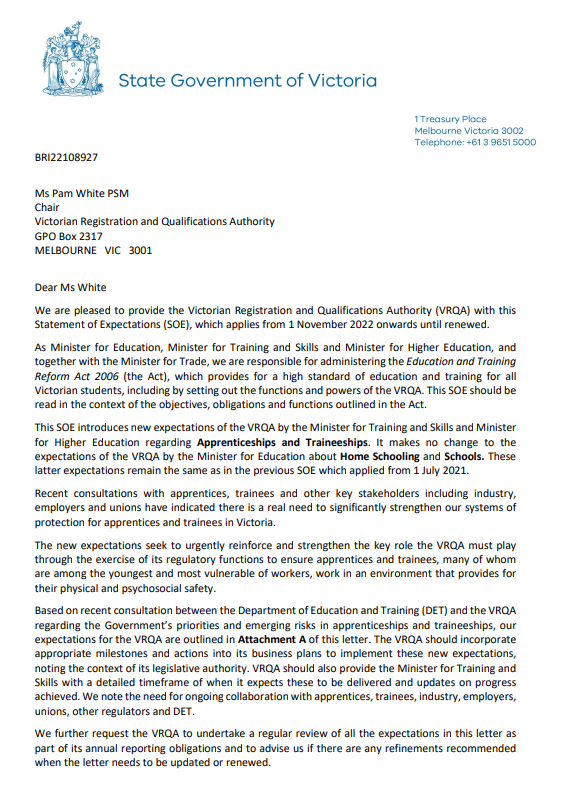 State Government of Victoria
1 Treasury Place
Melbourne Victoria 3002
Telephone: +61 3 9651 5000
BRI22108927
Ms Pam White PSM
Chair
Victorian Registration and Qualifications Authority
GPO Box 2317
MELBOURNE VIC 3001
Dear Ms White
We are pleased to provide the Victorian Registration and Qualifications Authority (VRQA) with this
Statement of Expectations (SOE), which applies from 1 November 2022 onwards until renewed.
As Minister for Education, Minister for Training and Skills and Minister for Higher Education, and
together with the Minister for Trade, we are responsible for administering the Education and Training
Reform Act 2006 (the Act), which provides for a high standard of education and training for all
Victorian students, including by setting out the functions and powers of the VRQA. This SOE should be
read in the context of the objectives, obligations and functions outlined in the Act.
This SOE introduces new expectations of the VRQA by the Minister for Training and Skills and Minister
for Higher Education regarding Apprenticeships and Traineeships. It makes no change to the
expectations of the VRQA by the Minister for Education about Home Schooling and Schools. These
latter expectations remain the same as in the previous SOE which applied from 1 July 2021.
Recent consultations with apprentices, trainees and other key stakeholders including industry,
employers and unions have indicated there is a real need to significantly strengthen our systems of
protection for apprentices and trainees in Victoria.
The new expectations seek to urgently reinforce and strengthen the key role the VRQA must play
through the exercise of its regulatory functions to ensure apprentices and trainees, many of whom
are among the youngest and most vulnerable of workers, work in an environment that provides for
their physical and psychosocial safety.
Based on recent consultation between the Department of Education and Training (DET) and the VRQA
regarding the Government's priorities and emerging risks in apprenticeships and traineeships, our
expectations for the VRQA are outlined in Attachment A of this letter. The VRQA should incorporate
appropriate milestones and actions into its business plans to implement these new expectations,
noting the context of its legislative authority. VRQA should also provide the Minister for Training and
Skills with a detailed timeframe of when it expects these to be delivered and updates on progress
achieved. We note the need for ongoing collaboration with apprentices, trainees, industry, employers,
unions, other regulators and DET.
We further request the VRQA to undertake a regular review of all the expectations in this letter as
part of its annual reporting obligations and to advise us if there are any refinements recommended
when the letter needs to be updated or renewed.